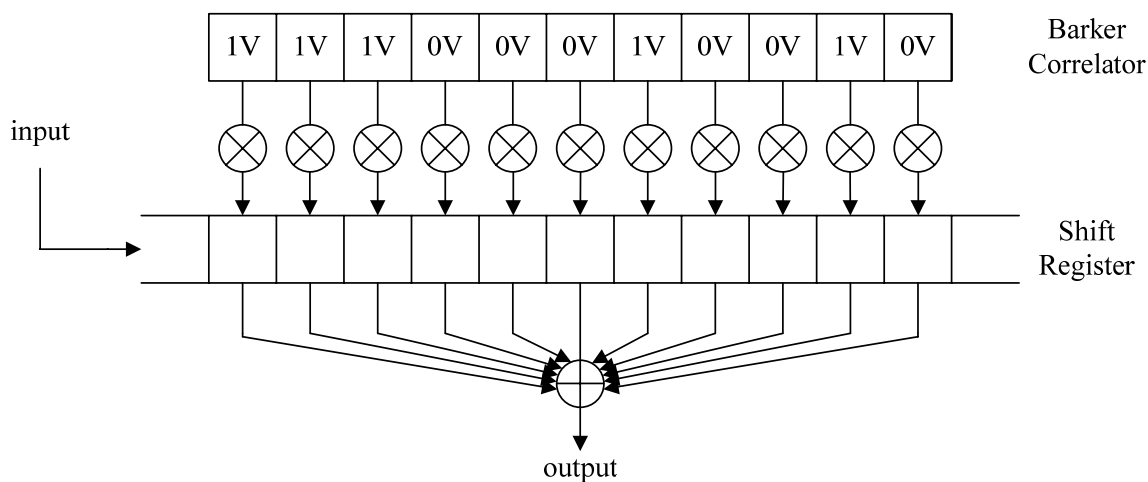 1V 1V 1V 0V 0V 0V 1V 0V 0V 1V 0V
Barker
Correlator
input
Shift
Register
output